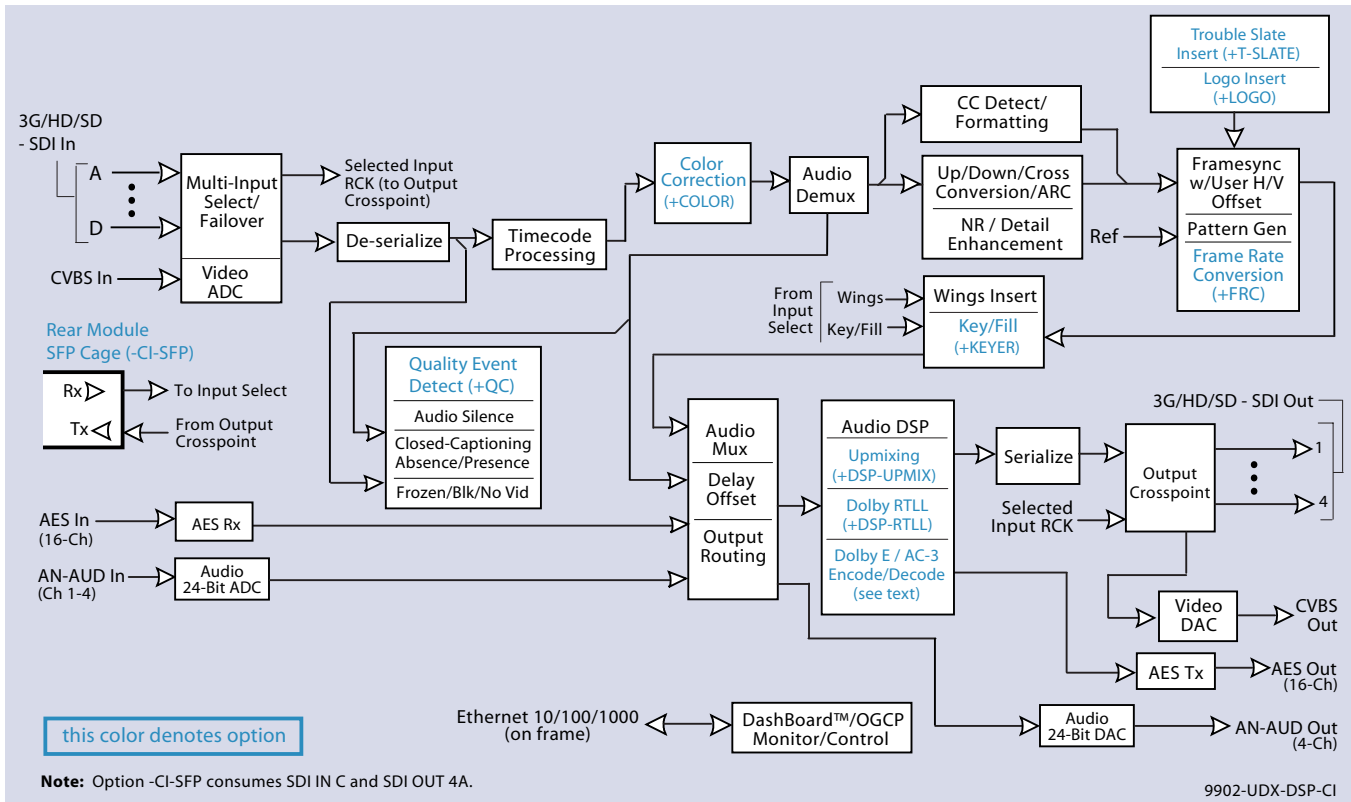 3G/HD/SD
- SDI In
A
D
CVBS In
Multi-Input
Select/
Failover
Video
ADC
Selected Input
RCK (to Output
Crosspoint)
De-serialize
Timecode
Processing
Color
Correction
(+COLOR)
Audio
Demux
CC Detect/
Formatting
Up/Down/Cross
Conversion/ARC
NR / Detail
Enhancement
Trouble Slate
Insert (+T-SLATE)
Logo Insert
(+LOGO)
Framesync
w/User H/V
Offset
Pattern Gen
Frame Rate
Conversion
(+FRC)
Ref
From
Input
Select
Wings
Key/Fill
Wings Insert
Key/Fill
(+KEYER)
Rear Module
SFP Cage (-CI-SFP)
Rx
Tx
To Input Select
From Output
Crosspoint
Quality Event
Detect (+QC)
Audio Silence
Closed-Captioning
Absence/Presence
Frozen/Blk/No Vid
AES In
(16-Ch)
AES Rx
AN-AUD In
(Ch 1-4)
Audio
24-Bit ADC
Audio
Mux
Delay
Offset
Output
Routing
Audio DSP
Upmixing
(+DSP-UPMIX)
Dolby RTLL
(+DSP-RTLL)
Dolby E / AC-3
Encode/Decode
(see text)
Serialize
Selected
Input RCK
Output
Crosspoint
3G/HD/SD - SDI Out
1
4
Video
DAC
CVBS
Out
AES Tx
AES Out
(16-Ch)
Audio
24-Bit DAC
AN-AUD Out
(4-Ch)
Ethernet 10/100/1000
(on frame)
DashBoard™/OGCP
Monitor/Control
this color denotes option
Note: Option -CI-SFP consumes SDI IN C and SDI OUT 4A.
9902-UDX-DSP-CI